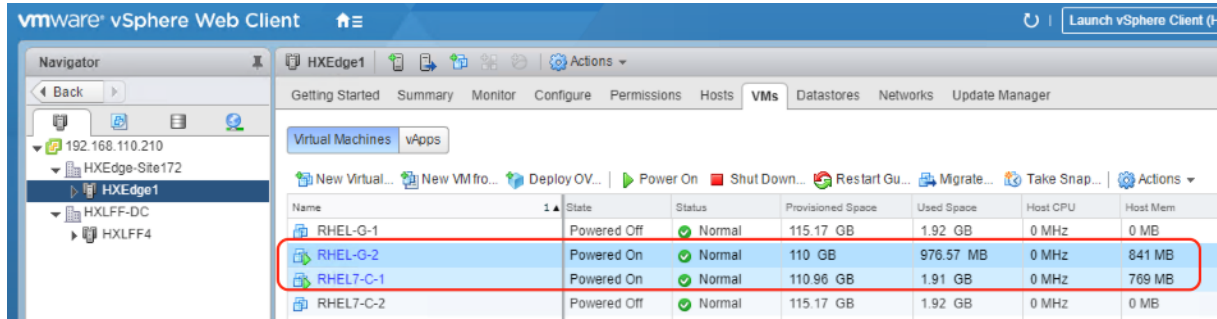 vmware® vSphere Web Client
Launch vSphere Client (H
Navigator
Back
192.168.110.210
HXEdge-Site172
HXEdge1
HXLFF-DC
HXLFF4
HXEdge1 Actions
Getting Started Summary Monitor Configure Permissions Hosts VMs Datastores Networks Update Manager
Virtual Machines vApps
New Virtual... New VM fro... Deploy OV... Power On Shut Down... Restart Gu... Migrate... Take Snap... Actions
Name 1 State Status Provisioned Space Used Space Host CPU Host Mem
RHEL-G-1 Powered Off Normal 115.17 GB 1.92 GB 0 MHz 0 MB
RHEL-G-2 Powered On Normal 110 GB 976.57 MB 0 MHz 841 MB
RHEL7-C-1 Powered On Normal 110.96 GB 1.91 GB 0 MHz 769 MB
RHEL7-C-2 Powered Off Normal 115.17 GB 1.92 GB 0 MHz 0 MB